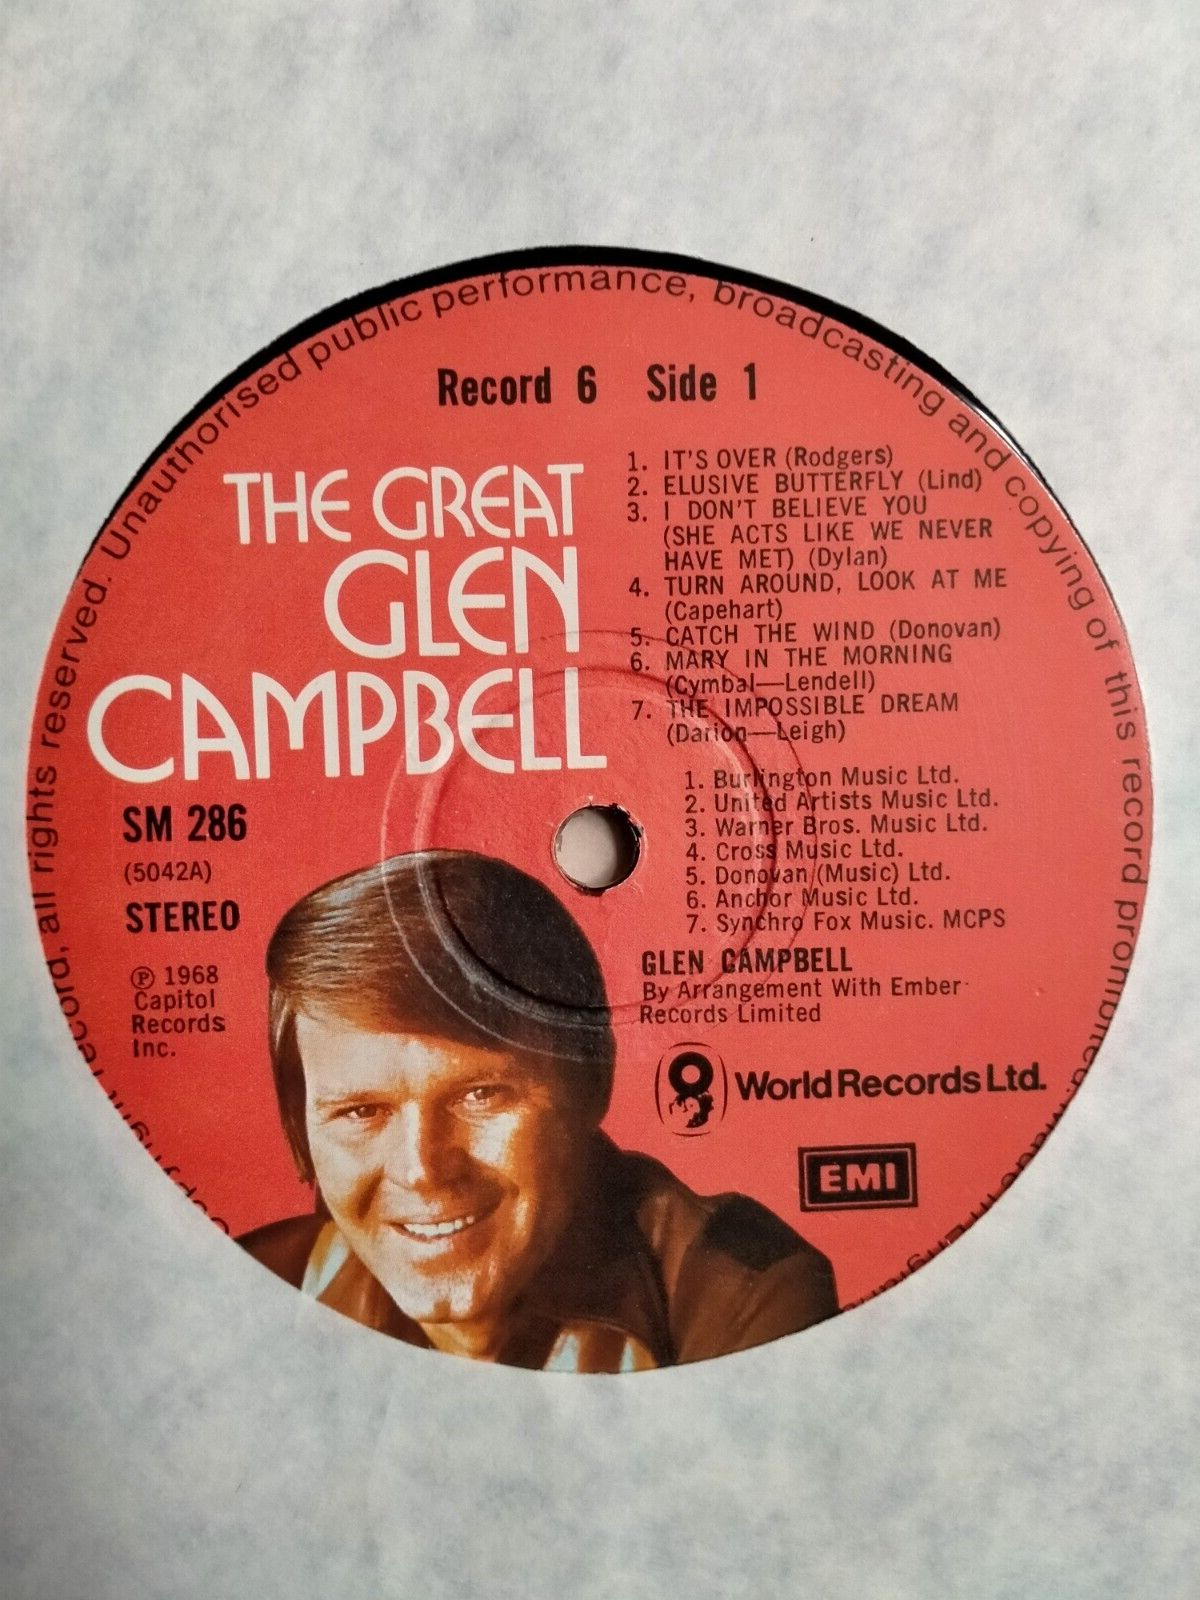 Unauthorised public performance, broadcasting and copying of this record prohibited. Made in England
all rights reserved.
Record 6 Side 1
THE GREAT
GLEN
CAMPBELL
SM 286
(5042A)
STEREO
Ⓟ 1968
Capitol
Records
Inc.
1. IT'S OVER (Rodgers)
2. ELUSIVE BUTTERFLY (Lind)
3. I DON'T BELIEVE YOU
(SHE ACTS LIKE WE NEVER
HAVE MET) (Dylan)
4. TURN AROUND, LOOK AT ME
(Capehart)
5. CATCH THE WIND (Donovan)
6. MARY IN THE MORNING
(Cymbal—Lendell)
7. THE IMPOSSIBLE DREAM
(Darion—Leigh)
1. Burlington Music Ltd.
2. United Artists Music Ltd.
3. Warner Bros. Music Ltd.
4. Cross Music Ltd.
5. Donovan (Music) Ltd.
6. Anchor Music Ltd.
7. Synchro Fox Music. MCPS
GLEN CAMPBELL
By Arrangement With Ember
Records Limited
World Records Ltd.
EMI